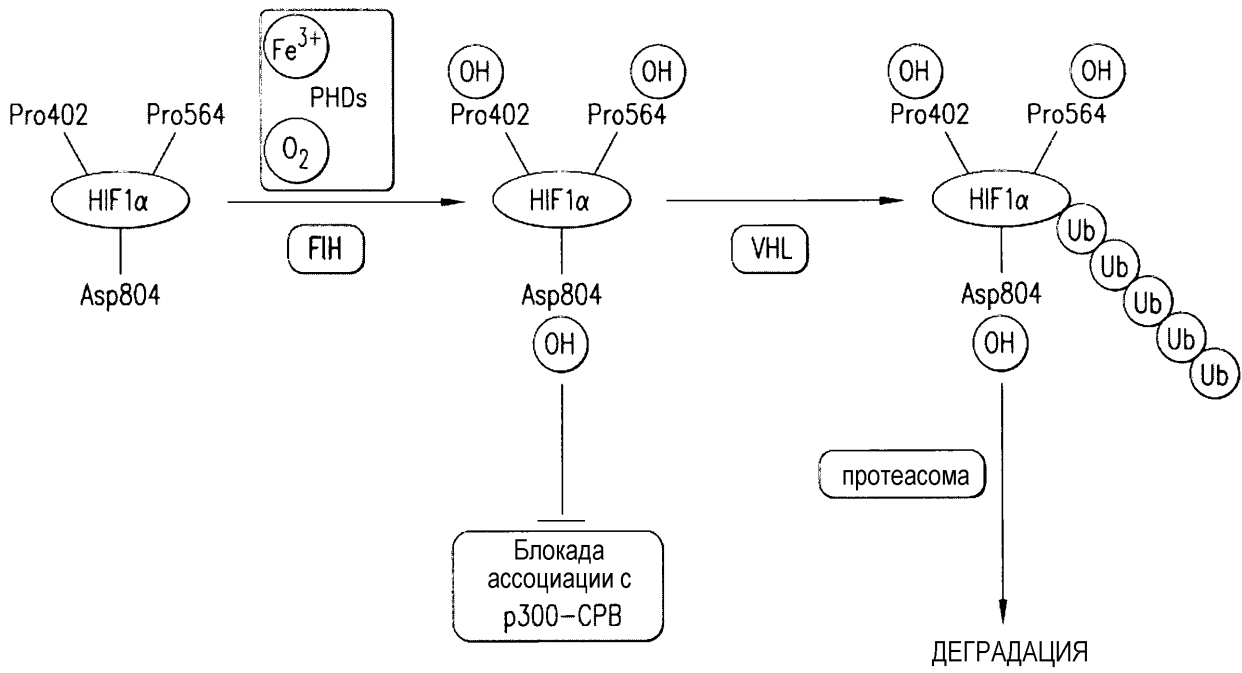 Pro402
Pro564
HIF1α
Asp804
Fe3+
PHDs
O2
FIH
OH
OH
Pro402
Pro564
HIF1α
Asp804
OH
Блокада
ассоциации с
p300-CPB
VHL
OH
OH
Pro402
Pro564
HIF1α
Asp804
OH
Ub
Ub
Ub
Ub
Ub
протеасома
ДЕГРАДАЦИЯ